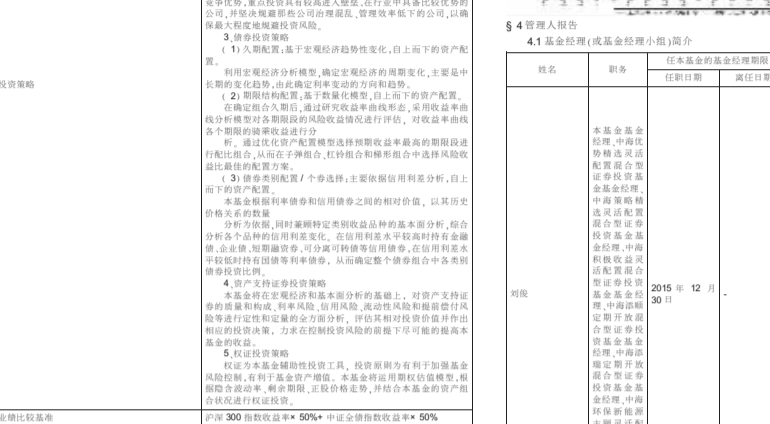 竞争优势,重点投资具有较高进入壁垒,在行业中具备比较优势的
公司,并坚决规避那些公司治理混乱,管理效率低下的公司,以确
保最大程度地规避投资风险。
3、债券投资策略
(1)久期配置:基于宏观经济趋势性变化,自上而下的资产配
置。
利用宏观经济分析模型,确定宏观经济的周期变化,主要是中
长期的变化趋势,由此确定利率变动的方向和趋势。
投资策略
(2)期限结构配置:基于数量化模型,自上而下的资产配置。
在确定组合久期后,通过研究收益率曲线形态,采用收益率曲
线分析模型对各期限段的风险收益情况进行评估,对收益率曲线
各个期限的骑乘收益进行分
析。通过优化资产配置模型选择预期收益率最高的期限段进
行配比组合,从而在子弹组合、杠铃组合和梯形组合中选择风险收
益比最佳的配置方案。
(3)债券类别配置/个券选择:主要依据信用利差分析,自上
而下的资产配置。
本基金根据利率债券和信用债券之间的相对价值,以其历史
价格关系的数量
分析为依据,同时兼顾特定类别收益品种的基本面分析,综合
分析各个品种的信用利差变化。在信用利差水平较高时持有金融
债、企业债、短期融资券、可分离可转债等信用债券,在信用利差水
平较低时持有国债等利率债券,从而确定整个债券组合中各类别
债券投资比例。
4、资产支持证券投资策略
本基金将在宏观经济和基本面分析的基础上,对资产支持证
券的质量和构成、利率风险、信用风险、流动性风险和提前偿付风
险等进行定性和定量的全方面分析,评估其相对投资价值并作出
相应的投资决策,力求在控制投资风险的前提下尽可能的提高本
基金的收益。
5、权证投资策略
权证为本基金辅助性投资工具,投资原则为有利于加强基金
风险控制,有利于基金资产增值。本基金将运用期权估值模型,根
据隐含波动率、剩余期限、正股价格走势,并结合本基金的资产组
合状况进行权证投资。
业绩比较基准 沪深 300 指数收益率× 50%+ 中证全债指数收益率× 50%
§ 4 管理人报告
4.1 基金经理(或基金经理小组)简介
姓名 职务 任本基金的基金经理期限
任职日期 离任日期
本基金基金
经理、中海优
势精选灵活
配置混合型
证券投资基
金基金经理、
中海策略精
选灵活配置
混合型证券
投资基金基
金经理、中海
积极收益灵
活配置混合
型证券投资
基金基金经
理、中海添顺
定期开放混
合型证券投
资基金基金
经理、中海添
瑞定期开放
混合型证券
投资基金基
金经理、中海
环保新能源
主题灵活配
刘俊
2015 年 12 月
30 日
-